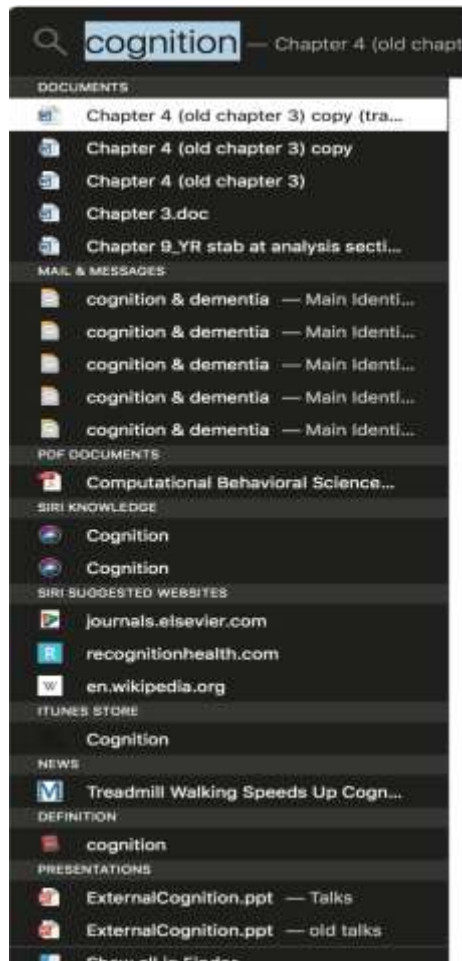 cognition — Chapter 4 (old chapt
DOCUMENTS
Chapter 4 (old chapter 3) copy (tra...
Chapter 4 (old chapter 3) copy
Chapter 4 (old chapter 3)
Chapter 3.doc
Chapter 9_YR stab at analysis secti...
MAIL & MESSAGES
cognition & dementia — Main Identi...
cognition & dementia — Main Identi...
cognition & dementia — Main Identi...
cognition & dementia — Main Identi...
cognition & dementia — Main Identi...
PDF DOCUMENTS
Computational Behavioral Science...
SIRI KNOWLEDGE
Cognition
Cognition
SIRI SUGGESTED WEBSITES
journals.elsevier.com
R recognitionhealth.com
W en.wikipedia.org
ITUNES STORE
Cognition
NEWS
M Treadmill Walking Speeds Up Cogn...
DEFINITION
cognition
PRESENTATIONS
ExternalCognition.ppt — Talks
ExternalCognition.ppt — old talks
Show all in Finder